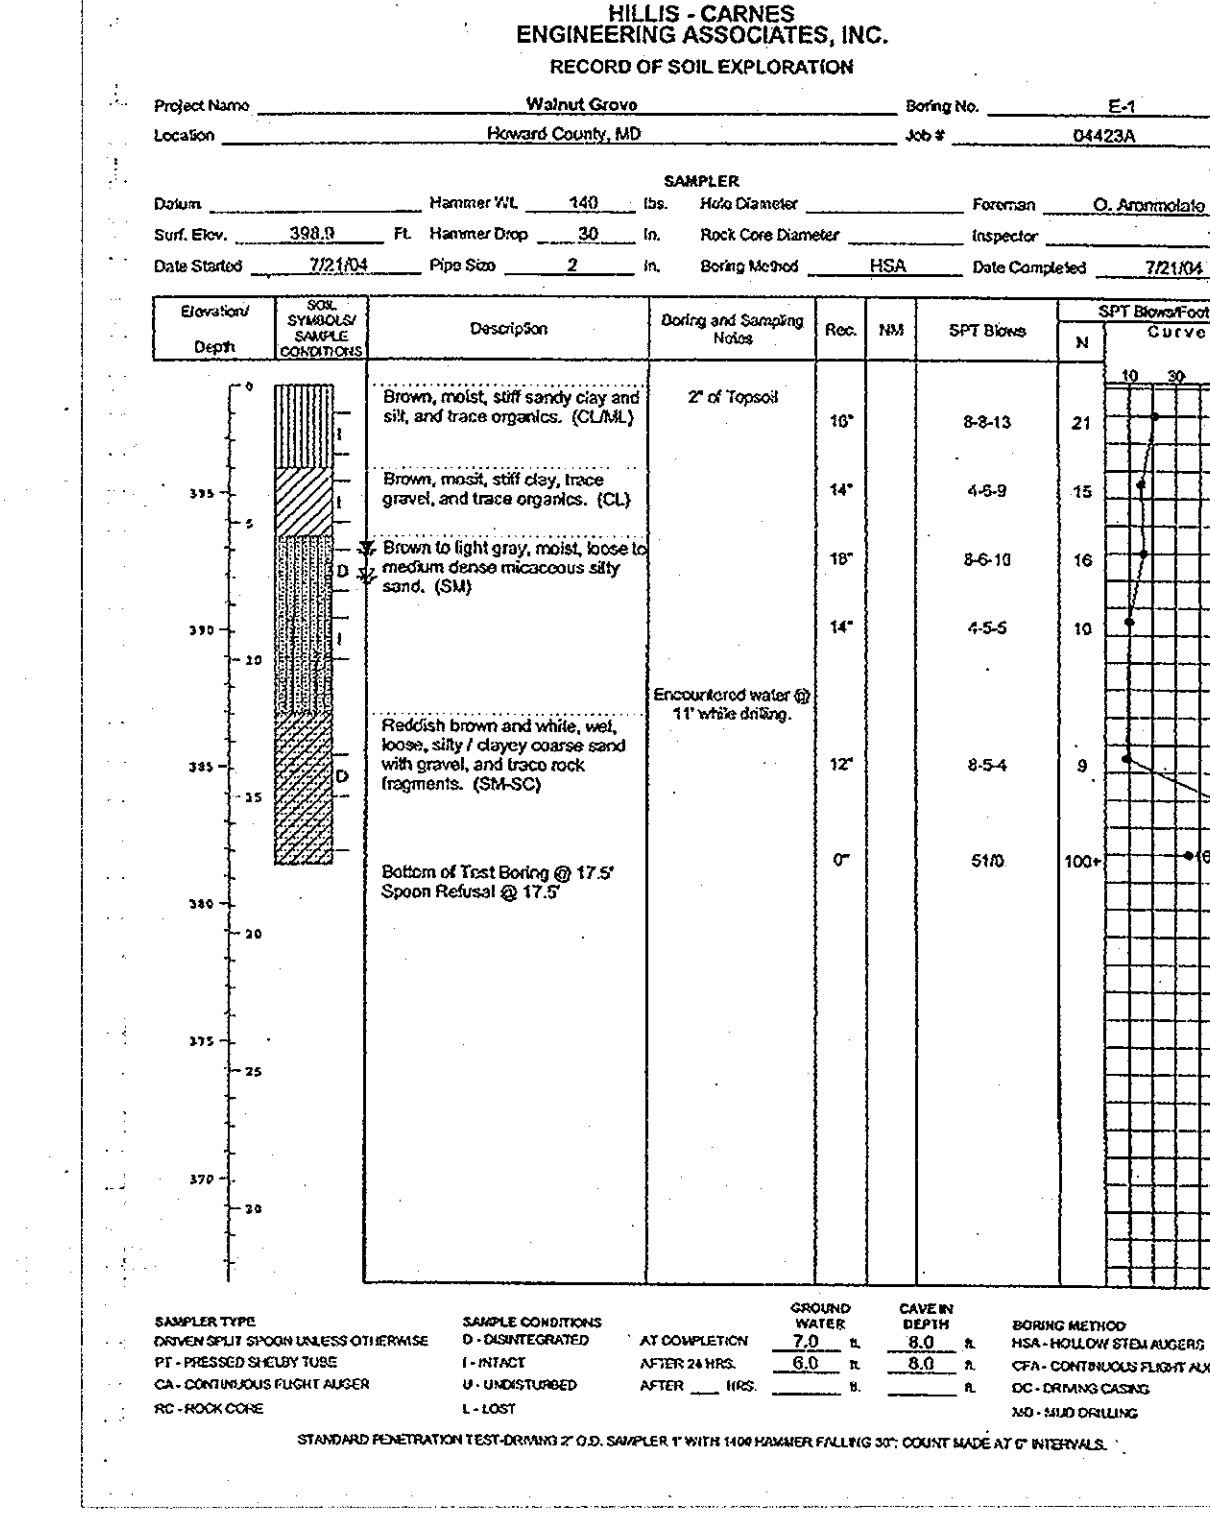 HILLIS - CARNES
ENGINEERING ASSOCIATES, INC.
RECORD OF SOIL EXPLORATION
Project Name Walnut Grove Boring No. E-1
Location Howard County, MD Job # 04423A
SAMPLER
Datum Hammer Wt. 140 lbs. Hole Diameter Foreman O. Aronmolate
Surf. Elev. 398.9 Ft. Hammer Drop 30 In. Rock Core Diameter Inspector
Date Started 7/21/04 Pipe Size 2 in. Boring Method HSA Date Completed 7/21/04
Elevation/ Depth SOIL SYMBOLS/ SAMPLE CONDITIONS Description Boring and Sampling Notes Rec. NM SPT Blows N SPT Blows/Foot Curve
10 30
0 Brown, moist, stiff sandy clay and 2" of Topsoil
silt, and trace organics. (CL/ML) 16" 8-8-13 21
I
Brown, mosit, stiff clay, trace
395 I gravel, and trace organics. (CL) 14" 4-6-9 15
5
Brown to light gray, moist, loose to
D medium dense micaceous silty 18" 8-6-10 16
sand. (SM)
390 I 14" 4-5-5 10
10
Encountered water @
11' while drilling.
Reddish brown and white, wet,
loose, silty / clayey coarse sand
385 D with gravel, and trace rock 12" 8-5-4 9
fragments. (SM-SC)
15
0" 51/0 100+
Bottom of Test Boring @ 17.5'
Spoon Refusal @ 17.5'
380
20
375
25
370
30
SAMPLER TYPE SAMPLE CONDITIONS GROUND WATER CAVE IN DEPTH BORING METHOD
DRIVEN SPLIT SPOON UNLESS OTHERWISE D - DISINTEGRATED AT COMPLETION 7.0 ft. 8.0 ft. HSA - HOLLOW STEM AUGERS
PT - PRESSED SHELBY TUBE I - INTACT AFTER 24 HRS. 6.0 ft. 8.0 ft. CFA - CONTINUOUS FLIGHT
CA - CONTINUOUS FLIGHT AUGER U - UNDISTURBED AFTER ___ HRS. ft. ft. DC - DRIVING CASING
RC - ROCK CORE L - LOST MD - MUD DRILLING
STANDARD PENETRATION TEST-DRIVING 2" O.D. SAMPLER 1' WITH 140# HAMMER FALLING 30"; COUNT MADE AT 6" INTERVALS.